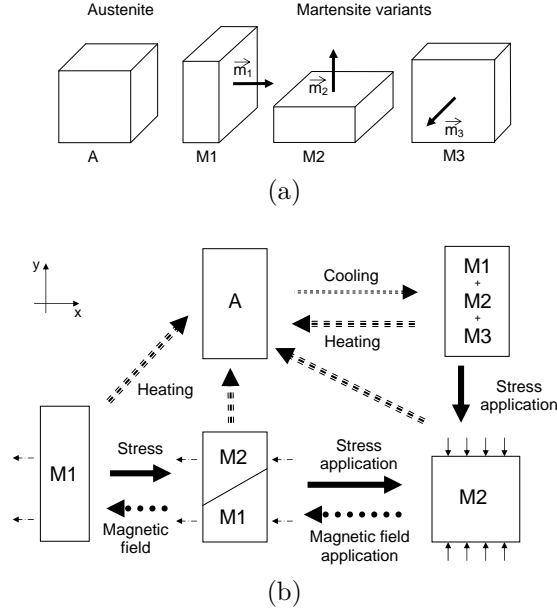 Austenite
Martensite variants
m1
m2
m3
A
M1
M2
M3
(a)
y
x
A
Cooling
Heating
M1
+
M2
+
M3
Heating
Stress
application
M1
Stress
Magnetic
field
M2
M1
Stress
application
Magnetic field
application
M2
(b)